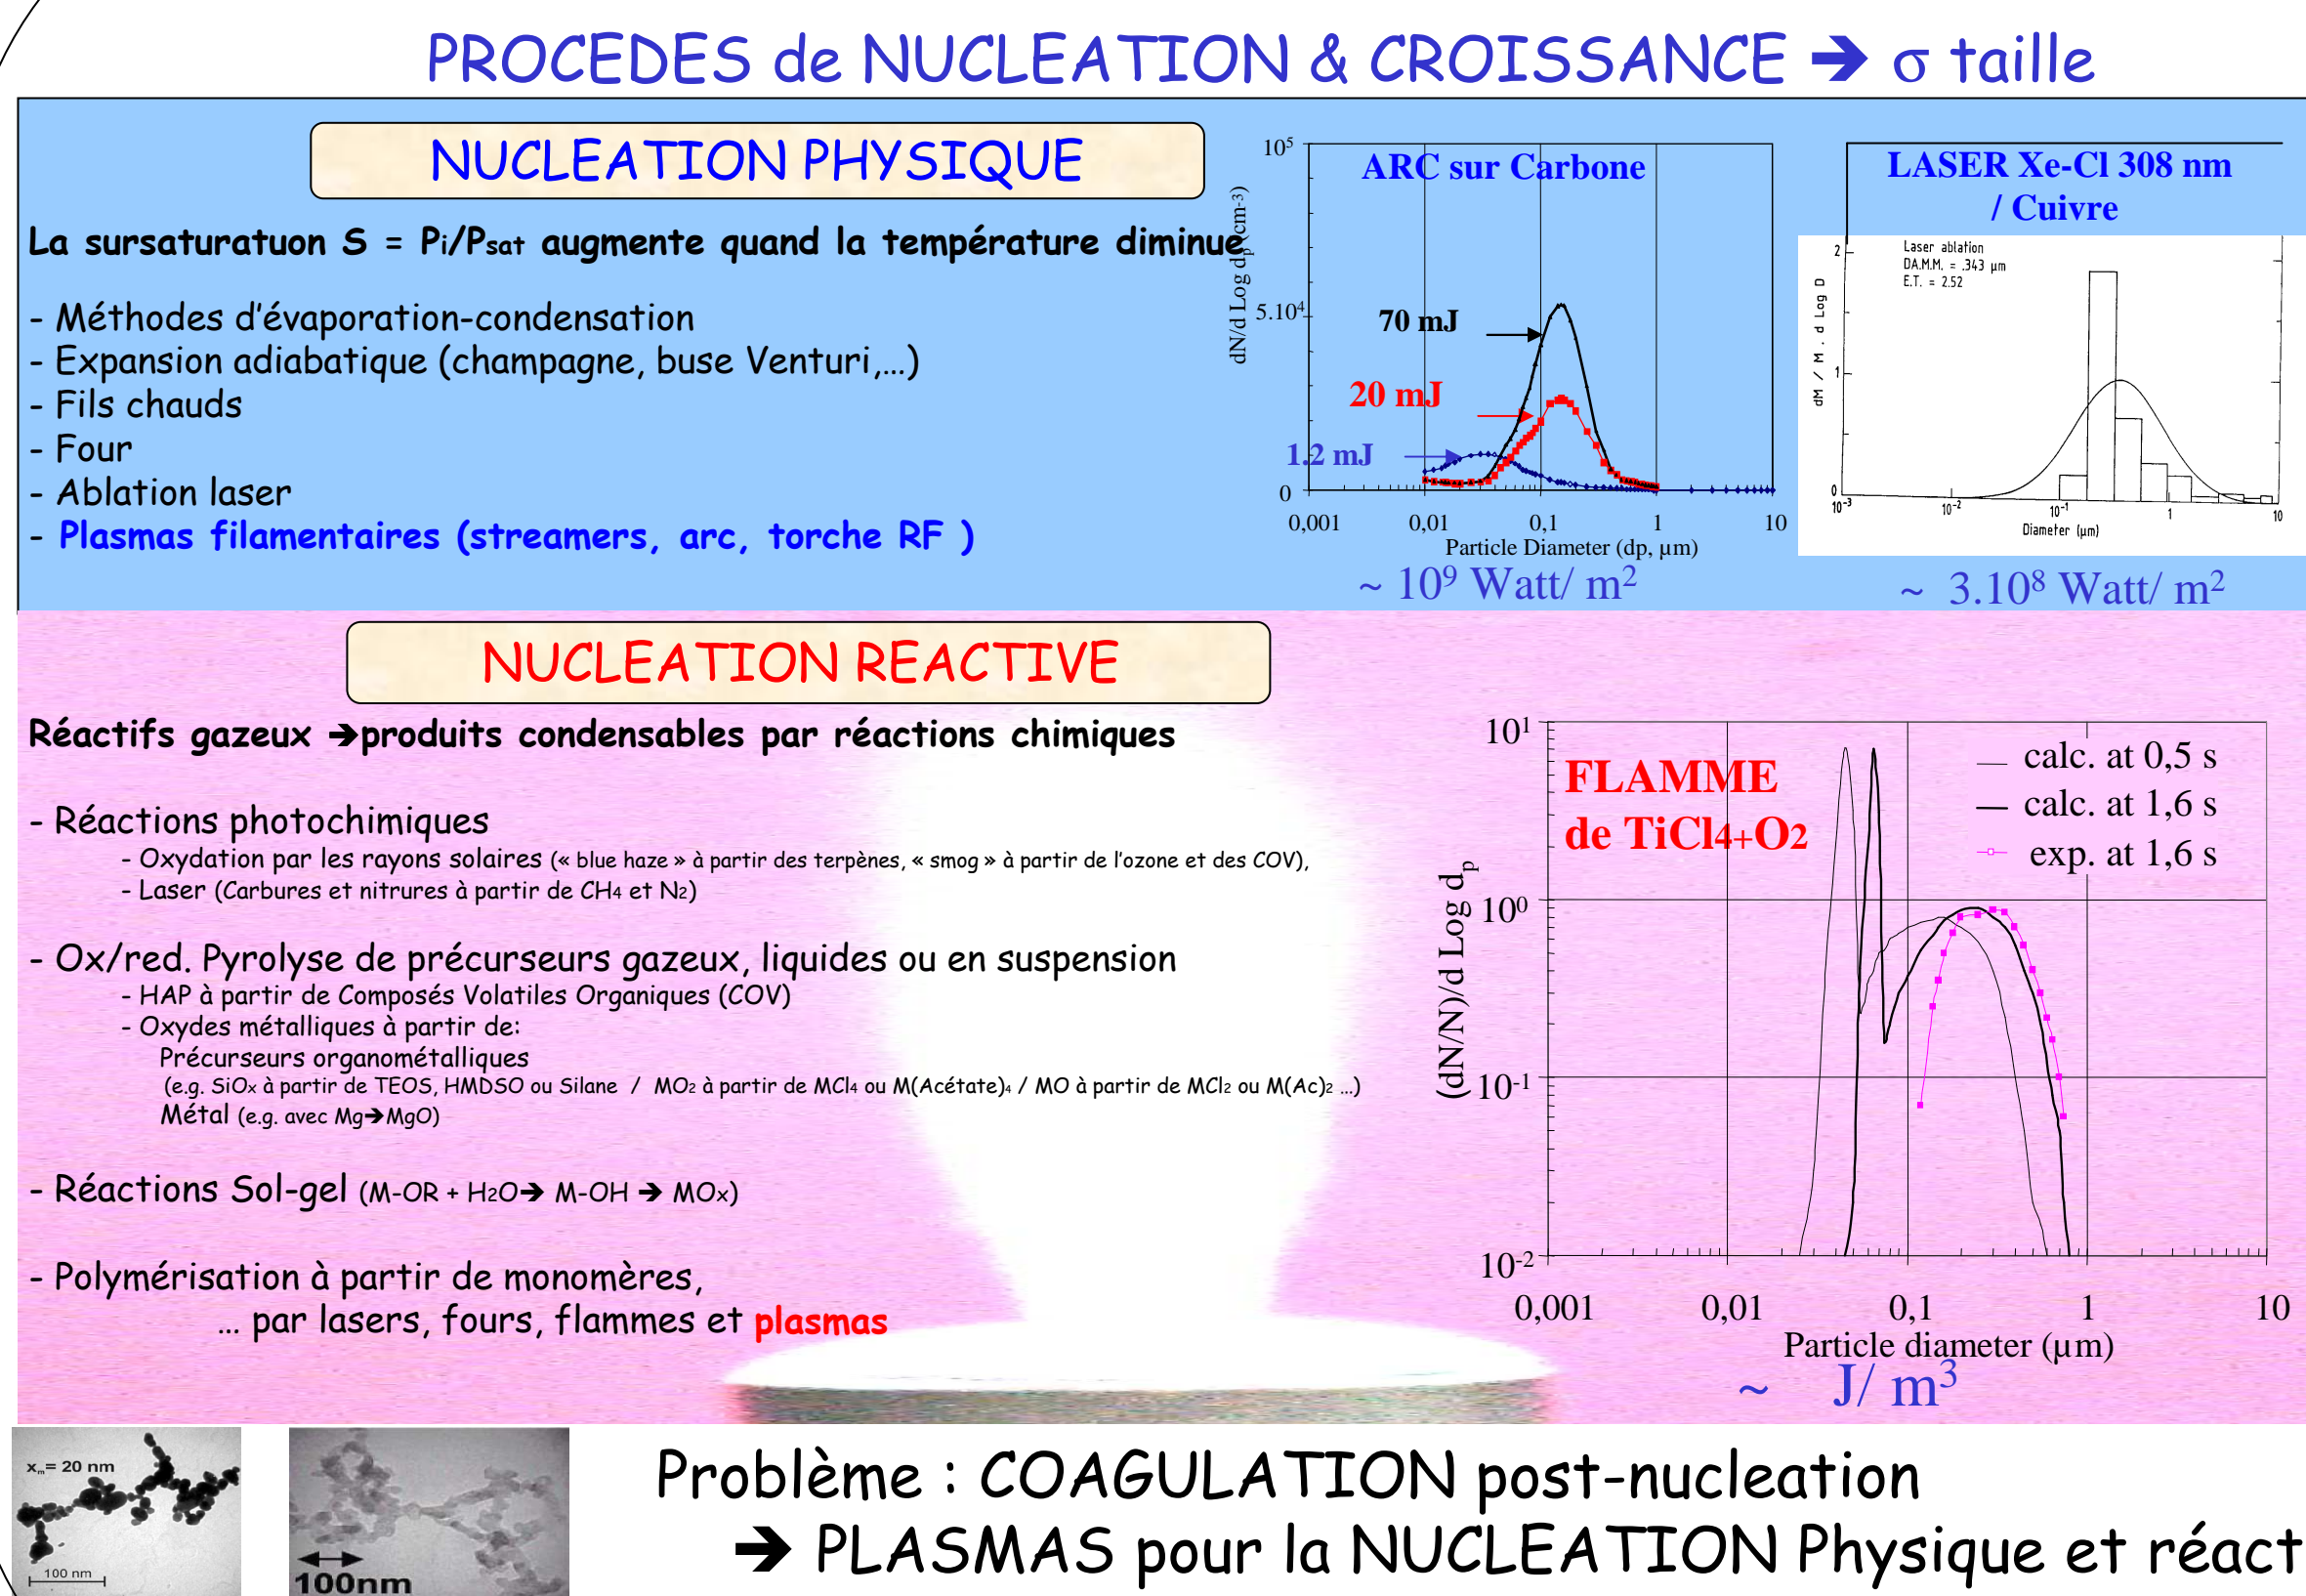 PROCEDES de NUCLEATION & CROISSANCE ➔ σ taille
NUCLEATION PHYSIQUE
La sursaturatuon S = Pi/Psat augmente quand la température diminue
- Méthodes d’évaporation-condensation
- Expansion adiabatique (champagne, buse Venturi,…)
- Fils chauds
- Four
- Ablation laser
- Plasmas filamentaires (streamers, arc, torche RF )
ARC sur Carbone
dN/d Log dp (cm-3)
10⁵
5.10⁴
0
70 mJ
20 mJ
1.2 mJ
0,001 0,01 0,1 1 10
Particle Diameter (dp, µm)
~ 10⁹ Watt/ m²
LASER Xe-Cl 308 nm
/ Cuivre
Laser ablation
DA.M.M. = .343 µm
E.T. = 2.52
dM / M . d Log D
2
1
0
10⁻³ 10⁻² 10⁻¹ 1 10
Diameter (µm)
~ 3.10⁸ Watt/ m²
NUCLEATION REACTIVE
Réactifs gazeux ➔produits condensables par réactions chimiques
- Réactions photochimiques
- Oxydation par les rayons solaires (« blue haze » à partir des terpènes, « smog » à partir de l’ozone et des COV),
- Laser (Carbures et nitrures à partir de CH4 et N2)
- Ox/red. Pyrolyse de précurseurs gazeux, liquides ou en suspension
- HAP à partir de Composés Volatiles Organiques (COV)
- Oxydes métalliques à partir de:
Précurseurs organométalliques
(e.g. SiOx à partir de TEOS, HMDSO ou Silane / MO2 à partir de MCl4 ou M(Acétate)4 / MO à partir de MCl2 ou M(Ac)2 …)
Métal (e.g. avec Mg➔MgO)
- Réactions Sol-gel (M-OR + H2O➔ M-OH ➔ MOx)
- Polymérisation à partir de monomères,
… par lasers, fours, flammes et plasmas
FLAMME
de TiCl4+O2
calc. at 0,5 s
calc. at 1,6 s
exp. at 1,6 s
(dN/N)/d Log dp
10¹
10⁰
10⁻¹
10⁻²
0,001 0,01 0,1 1 10
Particle diameter (µm)
~ J/ m³
xm= 20 nm
100 nm
100nm
Problème : COAGULATION post-nucleation
➔ PLASMAS pour la NUCLEATION Physique et réact